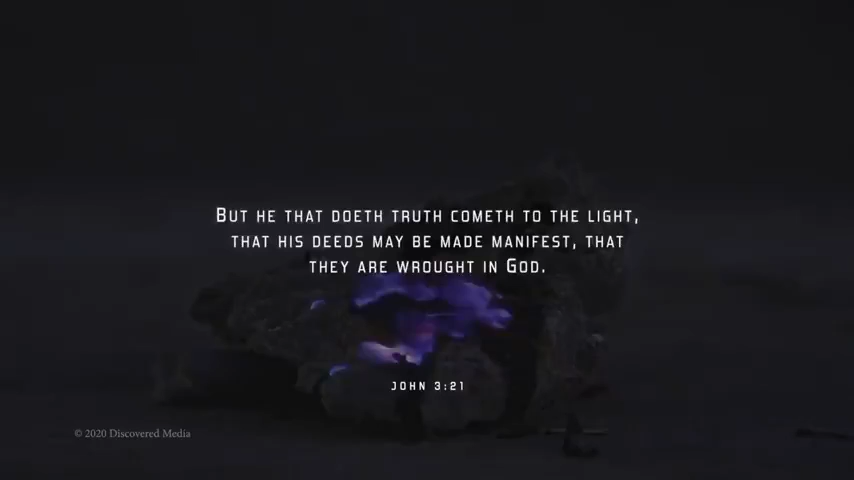 But he that doeth truth cometh to the light,
that his deeds may be made manifest, that
they are wrought in God.
John 3:21
© 2020 Discovered Media